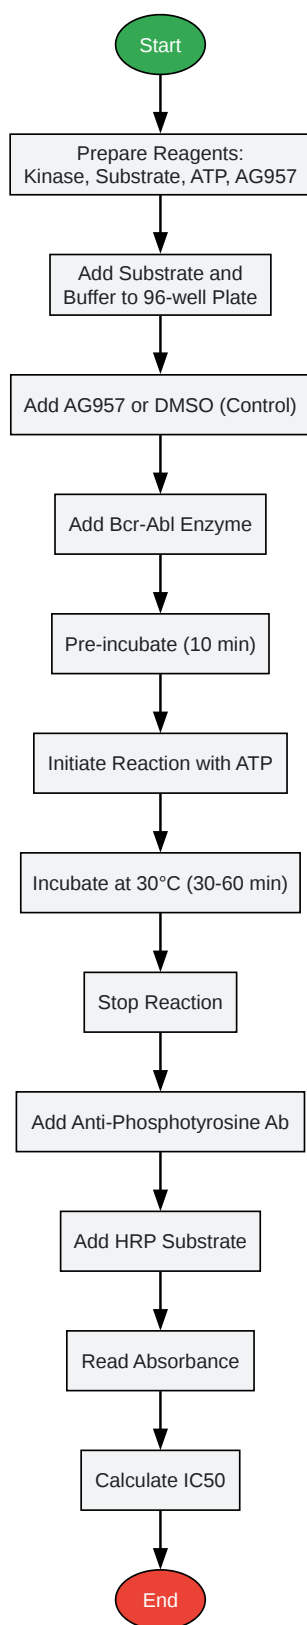 Start
Prepare Reagents:
Kinase, Substrate, ATP, AG957
Add Substrate and
Buffer to 96-well Plate
Add AG957 or DMSO (Control)
Add Bcr-Abl Enzyme
Pre-incubate (10 min)
Initiate Reaction with ATP
Incubate at 30°C (30-60 min)
Stop Reaction
Add Anti-Phosphotyrosine Ab
Add HRP Substrate
Read Absorbance
Calculate IC50
End